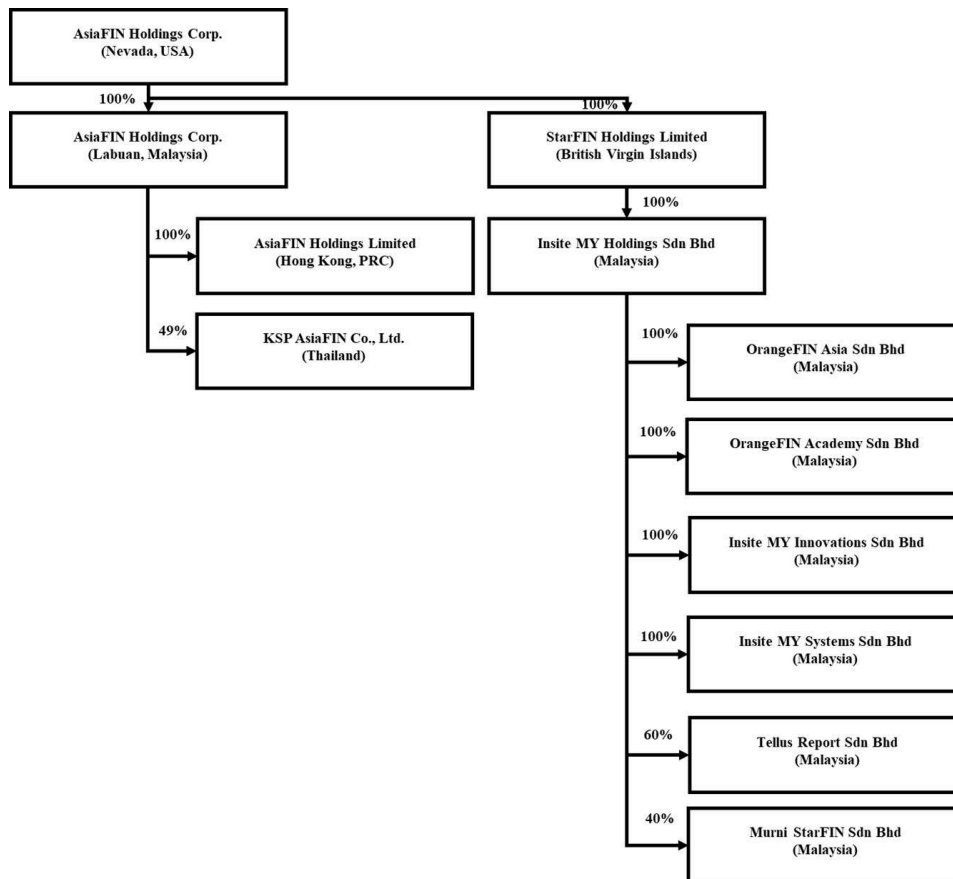 AsiaFIN Holdings Corp.
(Nevada, USA)
100%
100%
AsiaFIN Holdings Corp.
(Labuan, Malaysia)
StarFIN Holdings Limited
(British Virgin Islands)
100%
100%
AsiaFIN Holdings Limited
(Hong Kong, PRC)
Insite MY Holdings Sdn Bhd
(Malaysia)
49%
KSP AsiaFIN Co., Ltd.
(Thailand)
100%
OrangeFIN Asia Sdn Bhd
(Malaysia)
100%
OrangeFIN Academy Sdn Bhd
(Malaysia)
100%
Insite MY Innovations Sdn Bhd
(Malaysia)
100%
Insite MY Systems Sdn Bhd
(Malaysia)
60%
Tellus Report Sdn Bhd
(Malaysia)
40%
Murni StarFIN Sdn Bhd
(Malaysia)